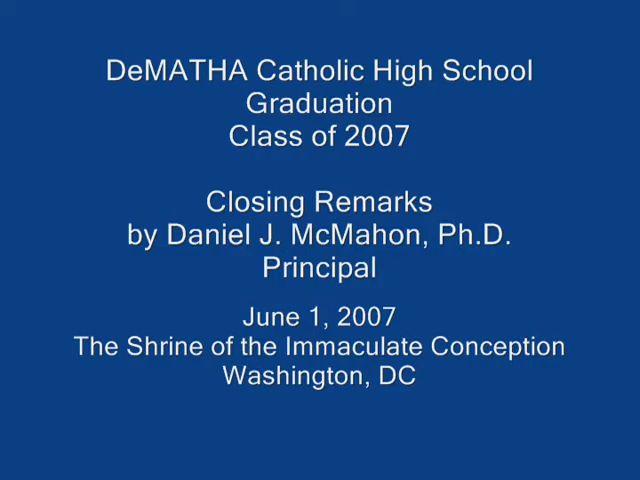 DeMATHA Catholic High School
Graduation
Class of 2007
Closing Remarks
by Daniel J. McMahon, Ph.D.
Principal
June 1, 2007
The Shrine of the Immaculate Conception
Washington, DC